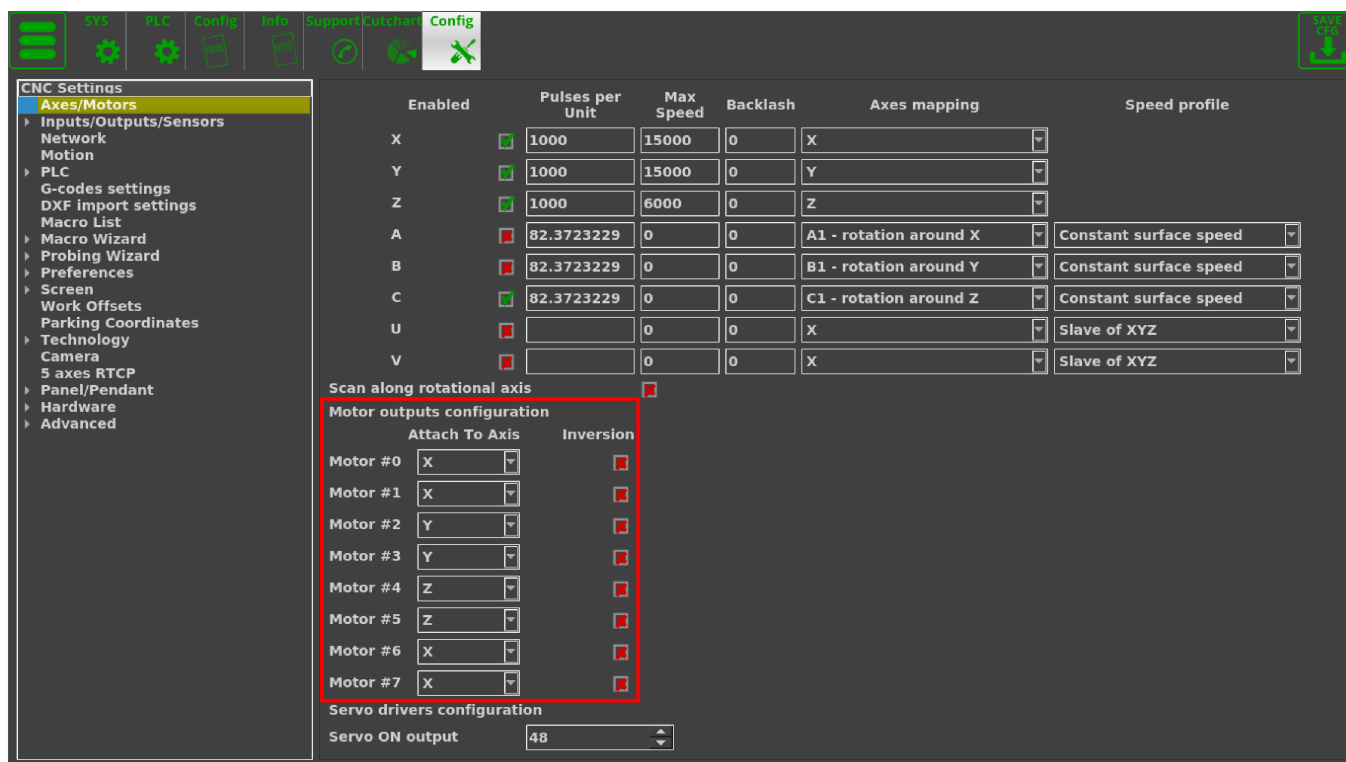 SYS PLC Config Info Support Cutchart Config SAVE
CFG
CNC Settings
Axes/Motors
Inputs/Outputs/Sensors
Network
Motion
PLC
G-codes settings
DXF import settings
Macro List
Macro Wizard
Probing Wizard
Preferences
Screen
Work Offsets
Parking Coordinates
Technology
Camera
5 axes RTCP
Panel/Pendant
Hardware
Advanced
Enabled Pulses per Unit Max Speed Backlash Axes mapping Speed profile
X 1000 15000 0 X
Y 1000 15000 0 Y
Z 1000 6000 0 Z
A 82.3723229 0 0 A1 - rotation around X Constant surface speed
B 82.3723229 0 0 B1 - rotation around Y Constant surface speed
C 82.3723229 0 0 C1 - rotation around Z Constant surface speed
U 0 0 X Slave of XYZ
V 0 0 X Slave of XYZ
Scan along rotational axis
Motor outputs configuration
Attach To Axis Inversion
Motor #0 X
Motor #1 X
Motor #2 Y
Motor #3 Y
Motor #4 Z
Motor #5 Z
Motor #6 X
Motor #7 X
Servo drivers configuration
Servo ON output 48